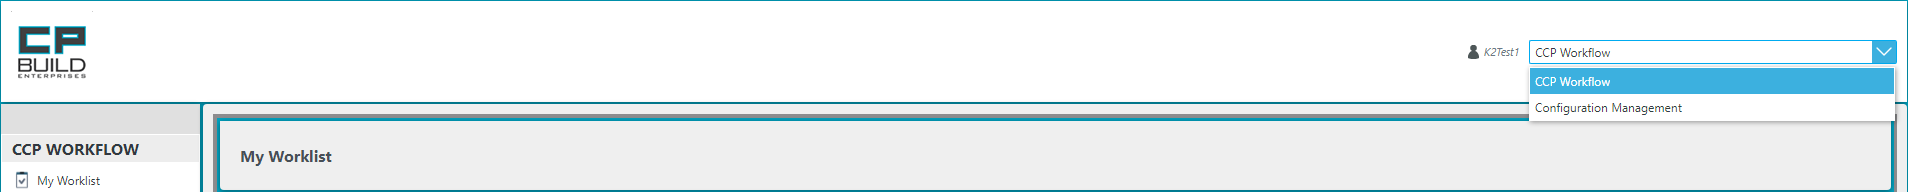 CP
BUILD
ENTERPRISES
K2Test1
CCP Workflow
CCP Workflow
Configuration Management
CCP WORKFLOW
My Worklist
My Worklist